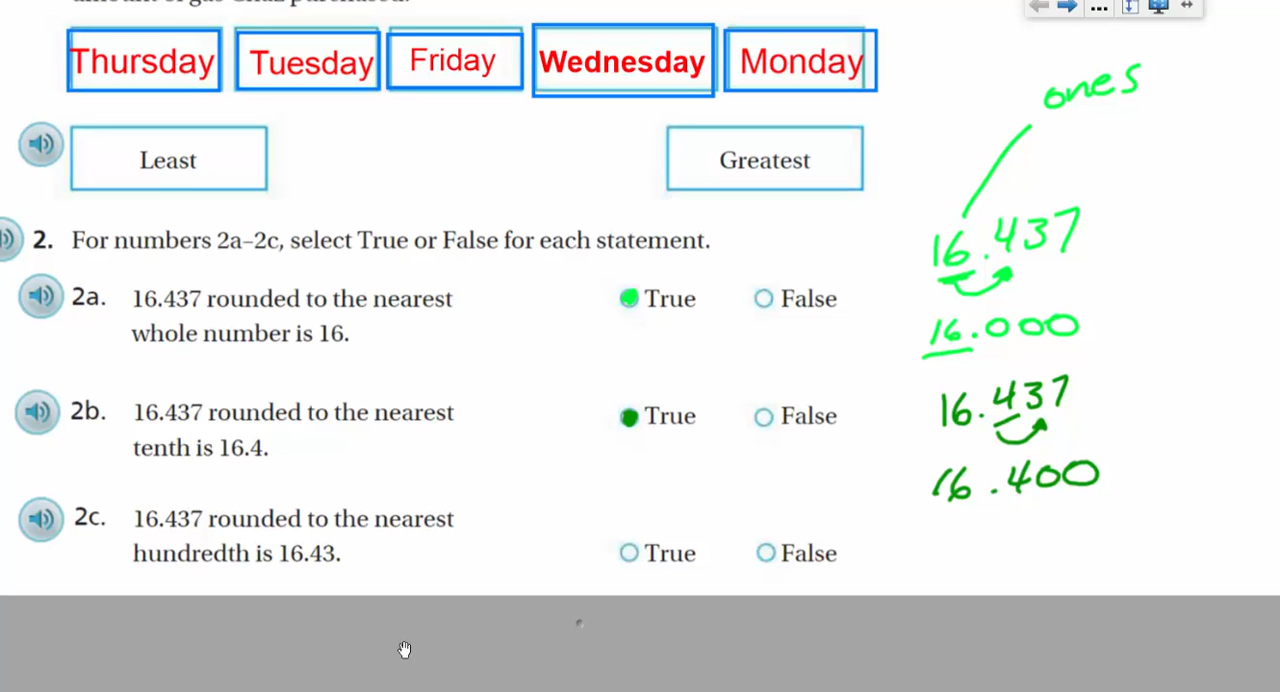 Thursday Tuesday Friday Wednesday Monday
ones
Least Greatest
2. For numbers 2a–2c, select True or False for each statement.
16.437
2a. 16.437 rounded to the nearest
whole number is 16.
True False
16.000
2b. 16.437 rounded to the nearest
tenth is 16.4.
True False
16.437
16.400
2c. 16.437 rounded to the nearest
hundredth is 16.43.
True False